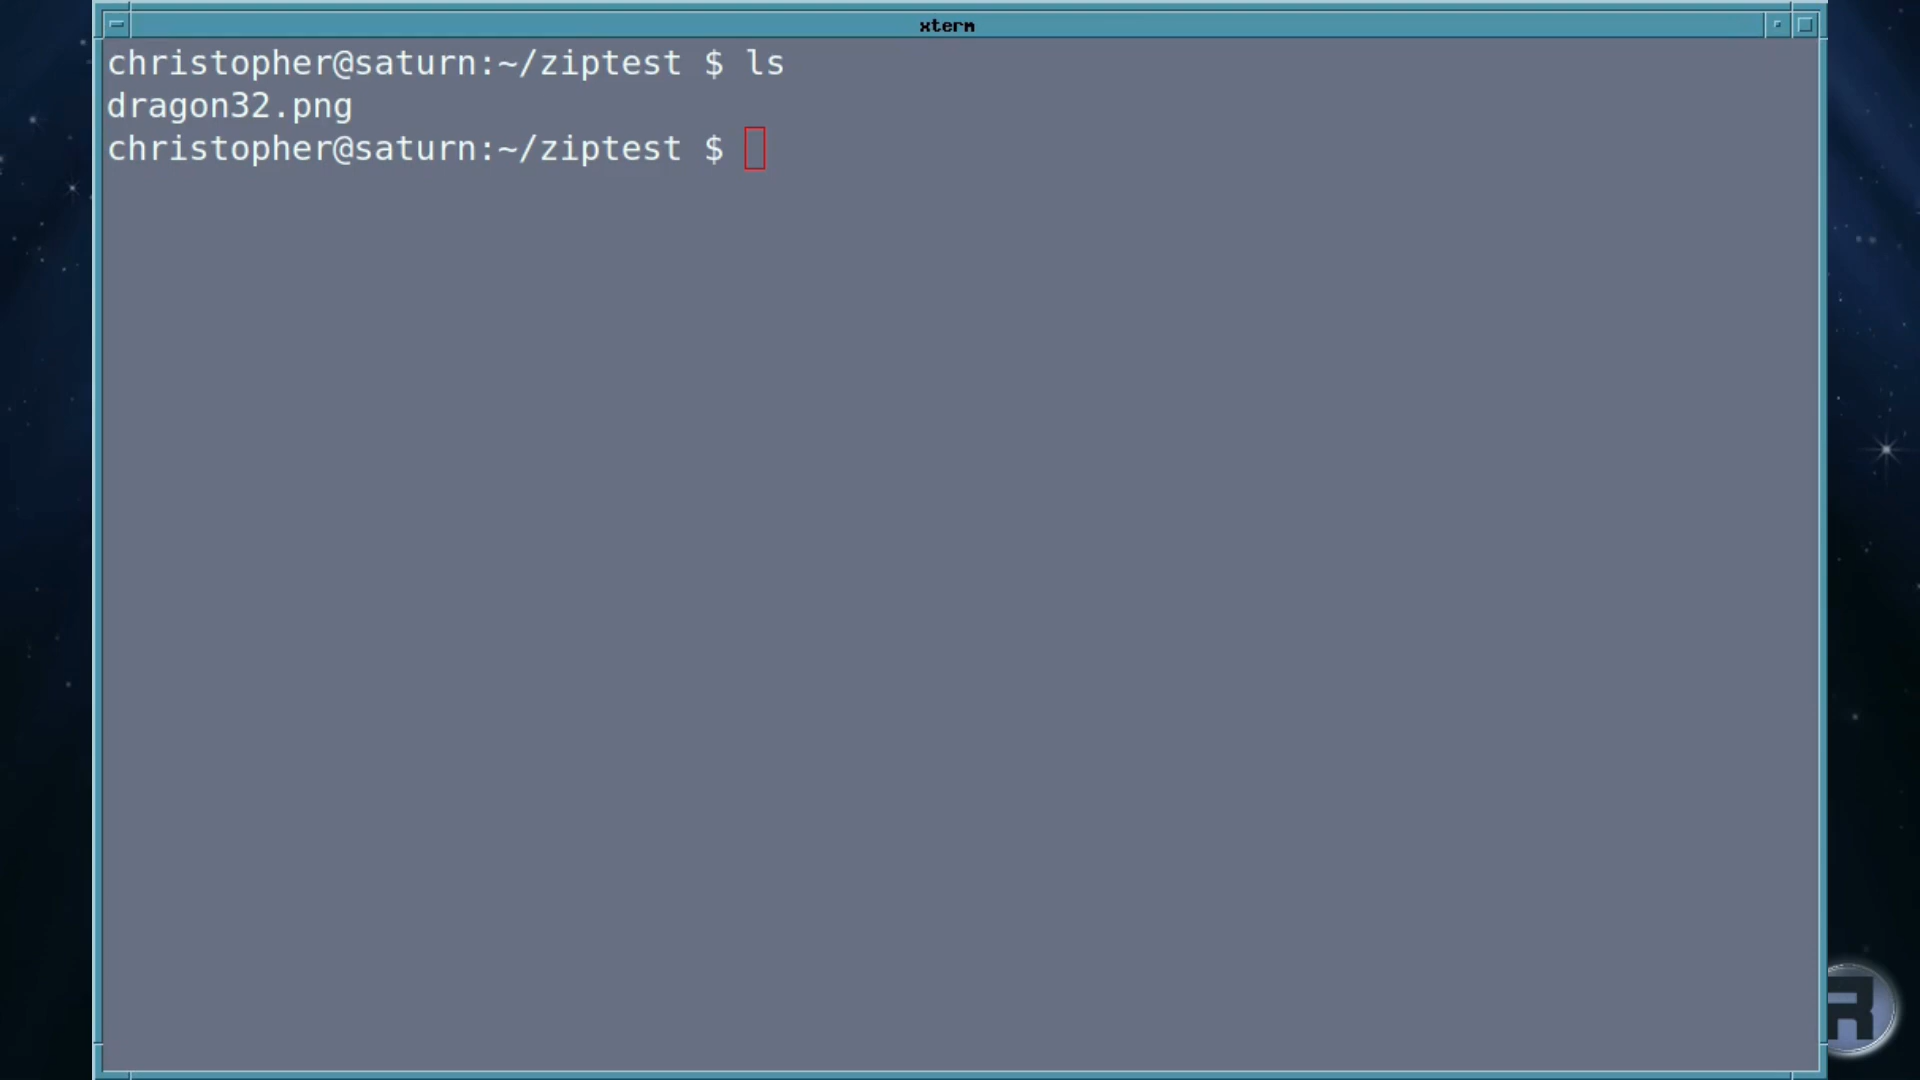 xterm
christopher@saturn:~/ziptest $ ls
dragon32.png
christopher@saturn:~/ziptest $
R